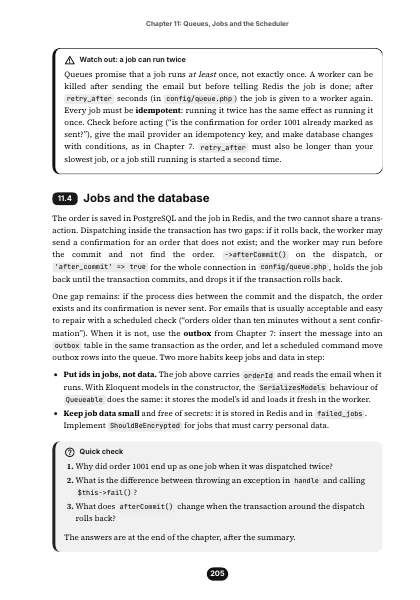 Chapter 11: Queues, Jobs and the Scheduler
Watch out: a job can run twice
Queues promise that a job runs at least once, not exactly once. A worker can be
killed after sending the email but before telling Redis the job is done; after
retry_after seconds (in config/queue.php) the job is given to a worker again.
Every job must be idempotent: running it twice has the same effect as running it
once. Check before acting (“is the confirmation for order 1001 already marked as
sent?”), give the mail provider an idempotency key, and make database changes
with conditions, as in Chapter 7. retry_after must also be longer than your
slowest job, or a job still running is started a second time.
11.4 Jobs and the database
The order is saved in PostgreSQL and the job in Redis, and the two cannot share a trans-
action. Dispatching inside the transaction has two gaps: if it rolls back, the worker may
send a confirmation for an order that does not exist; and the worker may run before
the commit and not find the order. ->afterCommit() on the dispatch, or
'after_commit' => true for the whole connection in config/queue.php, holds the job
back until the transaction commits, and drops it if the transaction rolls back.
One gap remains: if the process dies between the commit and the dispatch, the order
exists and its confirmation is never sent. For emails that is usually acceptable and easy
to repair with a scheduled check (“orders older than ten minutes without a sent confir-
mation”). When it is not, use the outbox from Chapter 7: insert the message into an
outbox table in the same transaction as the order, and let a scheduled command move
outbox rows into the queue. Two more habits keep jobs and data in step:
• Put ids in jobs, not data. The job above carries orderId and reads the email when it
runs. With Eloquent models in the constructor, the SerializesModels behaviour of
Queueable does the same: it stores the model's id and loads it fresh in the worker.
• Keep job data small and free of secrets: it is stored in Redis and in failed_jobs.
Implement ShouldBeEncrypted for jobs that must carry personal data.
Quick check
1. Why did order 1001 end up as one job when it was dispatched twice?
2. What is the difference between throwing an exception in handle and calling
$this->fail()?
3. What does afterCommit() change when the transaction around the dispatch
rolls back?
The answers are at the end of the chapter, after the summary.
205